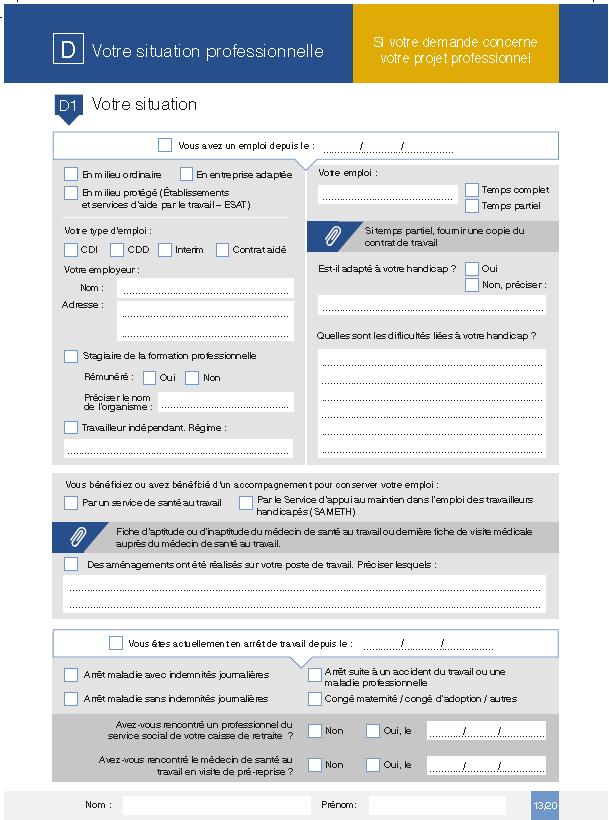 D Votre situation professionnelle
Si votre demande concerne
votre projet professionnel
D1 Votre situation
Vous avez un emploi depuis le : / /
En milieu ordinaire En entreprise adaptée
En milieu protégé (Établissements
et services d'aide par le travail – ESAT)
Votre type d'emploi :
CDI CDD Interim Contrat aidé
Votre employeur :
Nom :
Adresse :
Stagiaire de la formation professionnelle
Rémunéré : Oui Non
Préciser le nom
de l'organisme :
Travailleur indépendant. Régime :
Votre emploi :
Temps complet
Temps partiel
Si temps partiel, fournir une copie du
contrat de travail
Est-il adapté à votre handicap ? Oui
Non, préciser :
Quelles sont les difficultés liées à votre handicap ?
Vous bénéficiez ou avez bénéficié d'un accompagnement pour conserver votre emploi :
Par un service de santé au travail
Par le Service d'appui au maintien dans l'emploi des travailleurs
handicapés (SAMETH)
Fiche d'aptitude ou d'inaptitude du médecin de santé au travail ou dernière fiche de visite médicale
auprès du médecin de santé au travail.
Des aménagements ont été réalisés sur votre poste de travail. Préciser lesquels :
Vous êtes actuellement en arrêt de travail depuis le : / /
Arrêt maladie avec indemnités journalières
Arrêt suite à un accident du travail ou une
maladie professionnelle
Arrêt maladie sans indemnités journalières
Congé maternité / congé d'adoption / autres
Avez-vous rencontré un professionnel du
service social de votre caisse de retraite ?
Non Oui, le / /
Avez-vous rencontré le médecin de santé au
travail en visite de pré-reprise ?
Non Oui, le / /
Nom : Prénom: 13/20